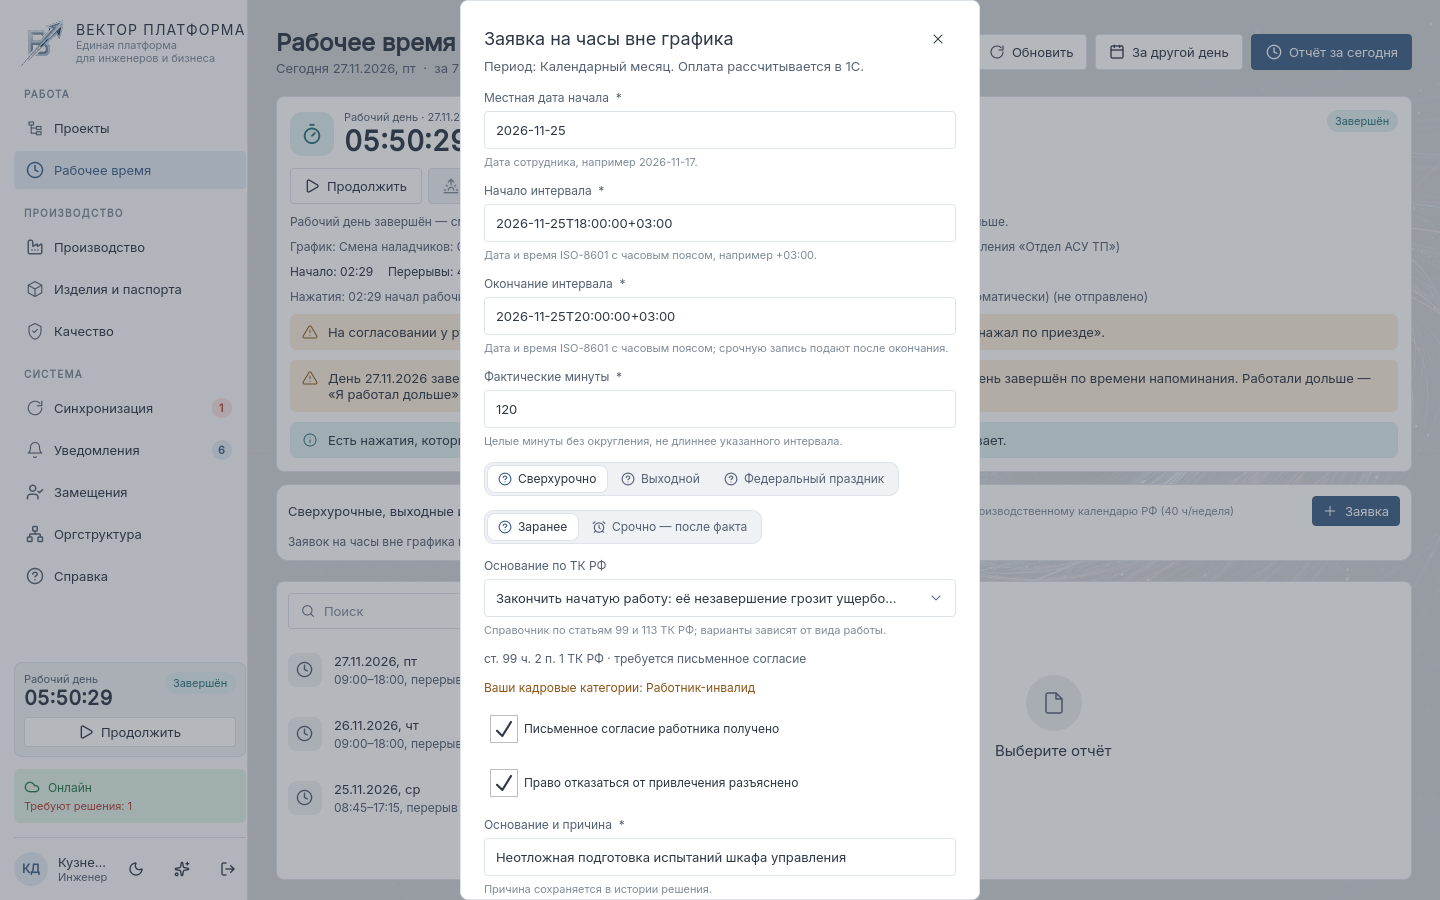 ВЕКТОР ПЛАТФОРМА
Единая платформа
для инженеров и бизнеса
РАБОТА
Проекты
Рабочее время
ПРОИЗВОДСТВО
Производство
Изделия и паспорта
Качество
СИСТЕМА
Синхронизация
1
Уведомления
6
Замещения
Оргструктура
Справка
Рабочий день
Завершён
05:50:29
Продолжить
Онлайн
Требуют решения: 1
КД
Кузне...
Инженер
Рабочее время
Сегодня 27.11.2026, пт · за 7
Обновить
За другой день
Отчёт за сегодня
Рабочий день · 27.11.2
05:50:29
Завершён
Продолжить
Рабочий день завершён —
ьше.
График: Смена наладчиков:
ления «Отдел АСУ ТП»)
Начало: 02:29 Перерывы:
Нажатия: 02:29 начал рабочи
оматически) (не отправлено)
На согласовании у
нажал по приезде».
День 27.11.2026 заве
ень завершён по времени напоминания. Работали дольше —
«Я работал дольше»
Есть нажатия, котор
вает.
Сверхурочные, выходные и
оизводственному календарю РФ (40 ч/неделя)
Заявка
Заявок на часы вне графика
Поиск
27.11.2026, пт
09:00–18:00, перерыв
26.11.2026, чт
09:00–18:00, перерыв
25.11.2026, ср
08:45–17:15, перерыв
Выберите отчёт
Заявка на часы вне графика
Период: Календарный месяц. Оплата рассчитывается в 1С.
Местная дата начала *
2026-11-25
Дата сотрудника, например 2026-11-17.
Начало интервала *
2026-11-25T18:00:00+03:00
Дата и время ISO-8601 с часовым поясом, например +03:00.
Окончание интервала *
2026-11-25T20:00:00+03:00
Дата и время ISO-8601 с часовым поясом; срочную запись подают после окончания.
Фактические минуты *
120
Целые минуты без округления, не длиннее указанного интервала.
Сверхурочно
Выходной
Федеральный праздник
Заранее
Срочно — после факта
Основание по ТК РФ
Закончить начатую работу: её незавершение грозит ущербо...
Справочник по статьям 99 и 113 ТК РФ; варианты зависят от вида работы.
ст. 99 ч. 2 п. 1 ТК РФ · требуется письменное согласие
Ваши кадровые категории: Работник-инвалид
Письменное согласие работника получено
Право отказаться от привлечения разъяснено
Основание и причина *
Неотложная подготовка испытаний шкафа управления
Причина сохраняется в истории решения.